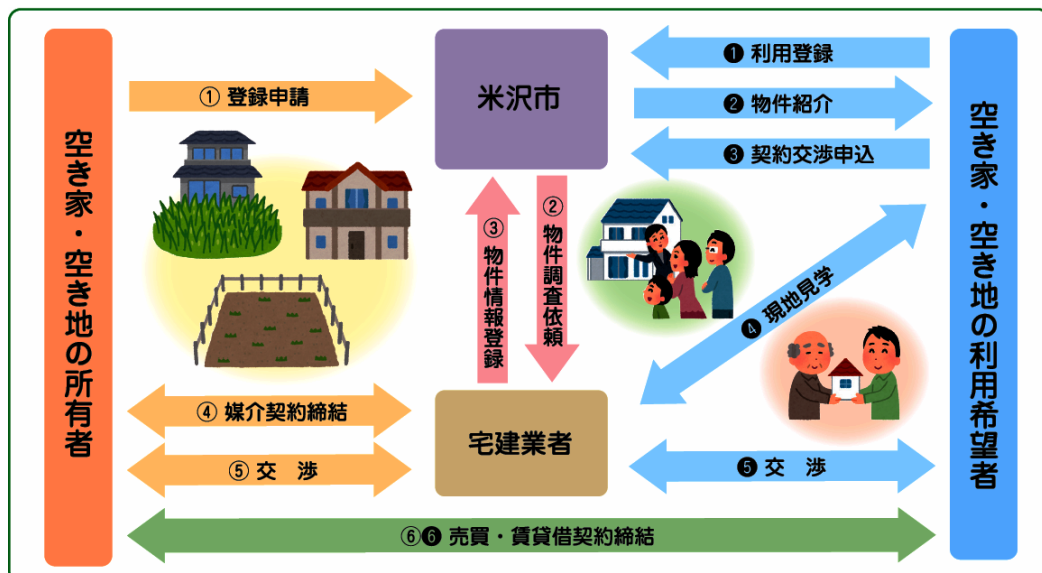 空き家・空き地の所有者
① 登録申請
米沢市
❶ 利用登録
❷ 物件紹介
❸ 契約交渉申込
③ 物件情報登録
② 物件調査依頼
❹ 現地見学
④ 媒介契約締結
⑤ 交　渉
宅建業者
❺ 交　渉
⑥❻ 売買・賃貸借契約締結
空き家・空き地の利用希望者